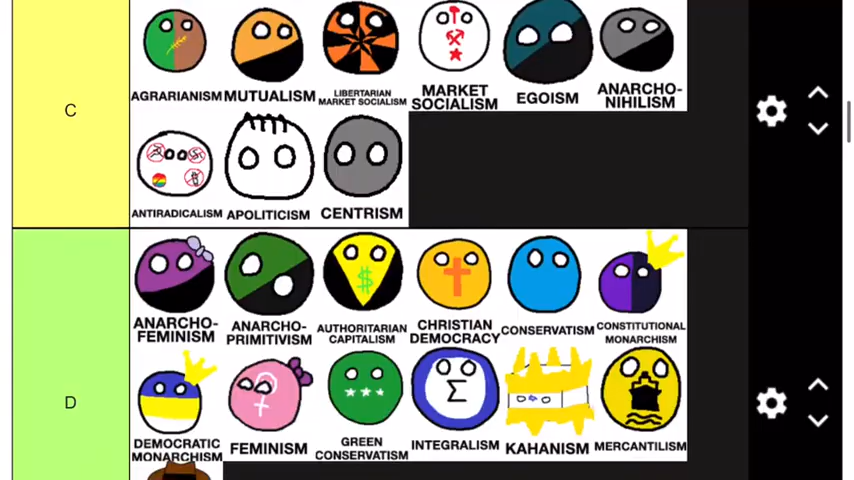 C
AGRARIANISM MUTUALISM LIBERTARIAN MARKET SOCIALISM MARKET SOCIALISM EGOISM ANARCHO-NIHILISM
ANTIRADICALISM APOLITICISM CENTRISM
D
ANARCHO-FEMINISM ANARCHO-PRIMITIVISM AUTHORITARIAN CAPITALISM CHRISTIAN DEMOCRACY CONSERVATISM CONSTITUTIONAL MONARCHISM
$
Σ
DEMOCRATIC MONARCHISM FEMINISM GREEN CONSERVATISM INTEGRALISM KAHANISM MERCANTILISM